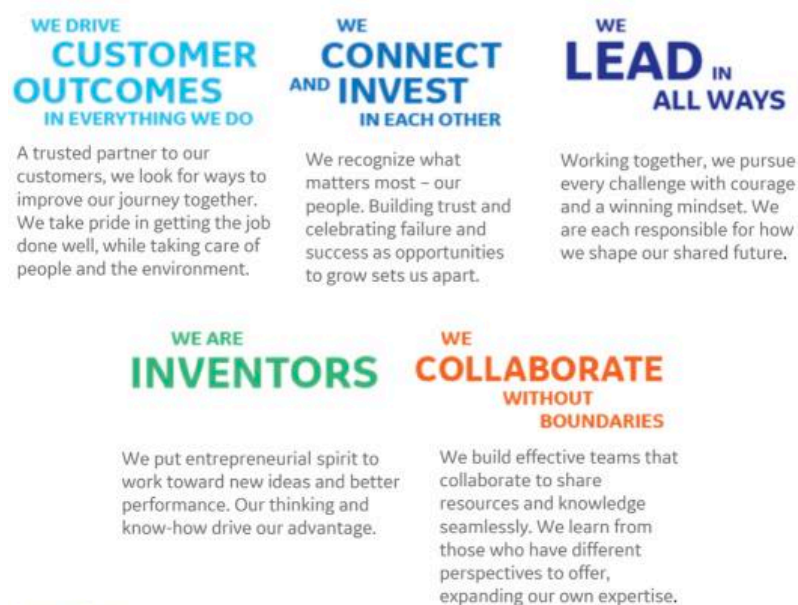 WE DRIVE
CUSTOMER
OUTCOMES
IN EVERYTHING WE DO
A trusted partner to our
customers, we look for ways to
improve our journey together.
We take pride in getting the job
done well, while taking care of
people and the environment.
WE
CONNECT
AND INVEST
IN EACH OTHER
We recognize what
matters most – our
people. Building trust and
celebrating failure and
success as opportunities
to grow sets us apart.
WE
LEAD IN
ALL WAYS
Working together, we pursue
every challenge with courage
and a winning mindset. We
are each responsible for how
we shape our shared future.
WE ARE
INVENTORS
We put entrepreneurial spirit to
work toward new ideas and better
performance. Our thinking and
know-how drive our advantage.
WE
COLLABORATE
WITHOUT
BOUNDARIES
We build effective teams that
collaborate to share
resources and knowledge
seamlessly. We learn from
those who have different
perspectives to offer,
expanding our own expertise.